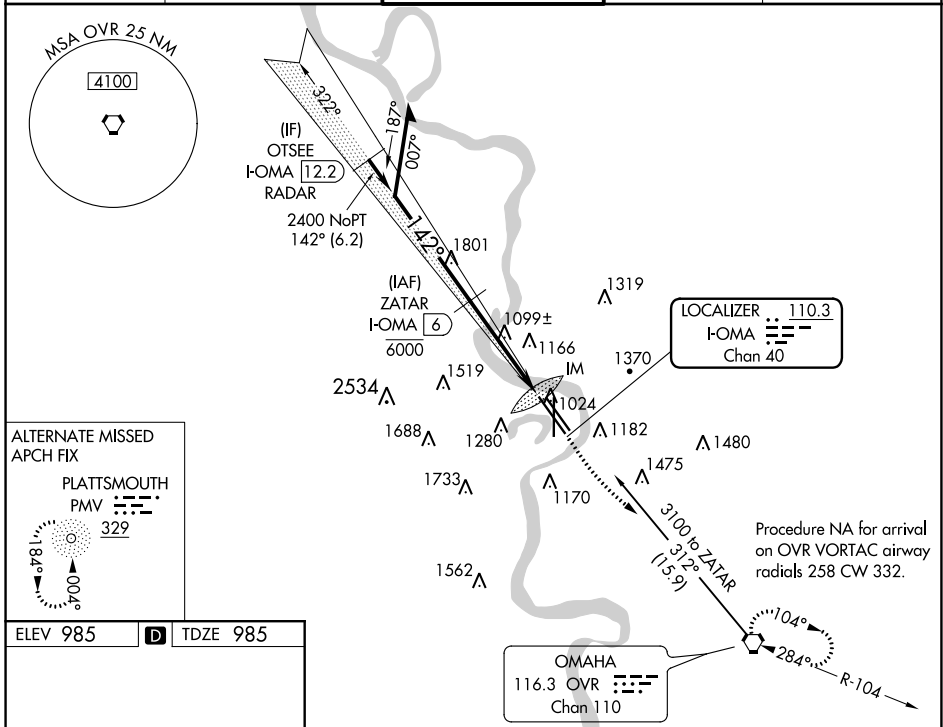 MSA OVR 25 NM
4100
322°
187°
007°
(IF)
OTSEE
I-OMA 12.2
RADAR
2400 NoPT
142° (6.2)
142°
1801
(IAF)
ZATAR
I-OMA 6
6000
1319
1099±
1166
LOCALIZER 110.3
I-OMA
Chan 40
1370
IM
1519
2534
1024
1688
1280
1182
1480
1475
1733
1170
ALTERNATE MISSED
APCH FIX
PLATTSMOUTH
PMV
329
184°
004°
3100 to ZATAR
312°
(15.9)
Procedure NA for arrival
on OVR VORTAC airway
radials 258 CW 332.
1562
104°
284°
R-104
ELEV 985 D TDZE 985
OMAHA
116.3 OVR
Chan 110